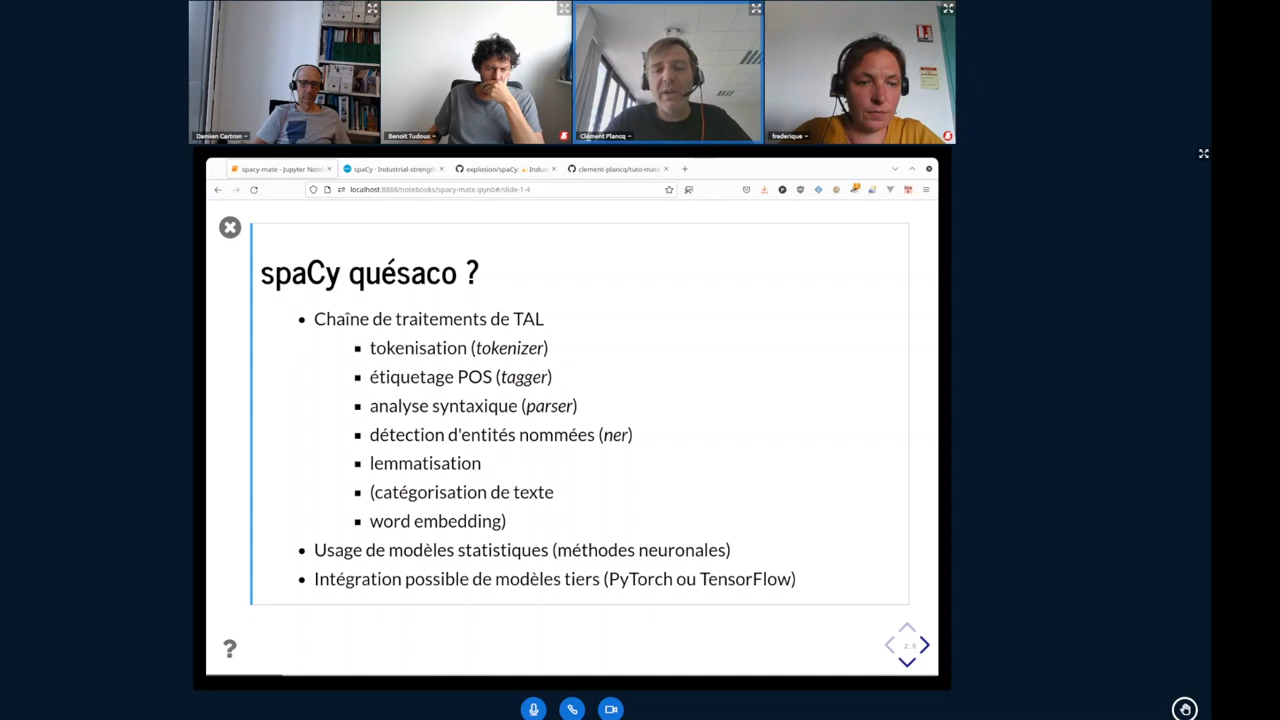 Damien Cartron
Benoit Tudoux
Clément Plancq
frederique
spacy-mate - Jupyter Note
spaCy · Industrial-strength
explosion/spaCy: Indus
clement-plancq/tuto-mate
localhost:8888/notebooks/spacy-mate.ipynb#/slide-1-4
spaCy quésaco ?
Chaîne de traitements de TAL
tokenisation (tokenizer)
étiquetage POS (tagger)
analyse syntaxique (parser)
détection d'entités nommées (ner)
lemmatisation
(catégorisation de texte
word embedding)
Usage de modèles statistiques (méthodes neuronales)
Intégration possible de modèles tiers (PyTorch ou TensorFlow)
?
2.5